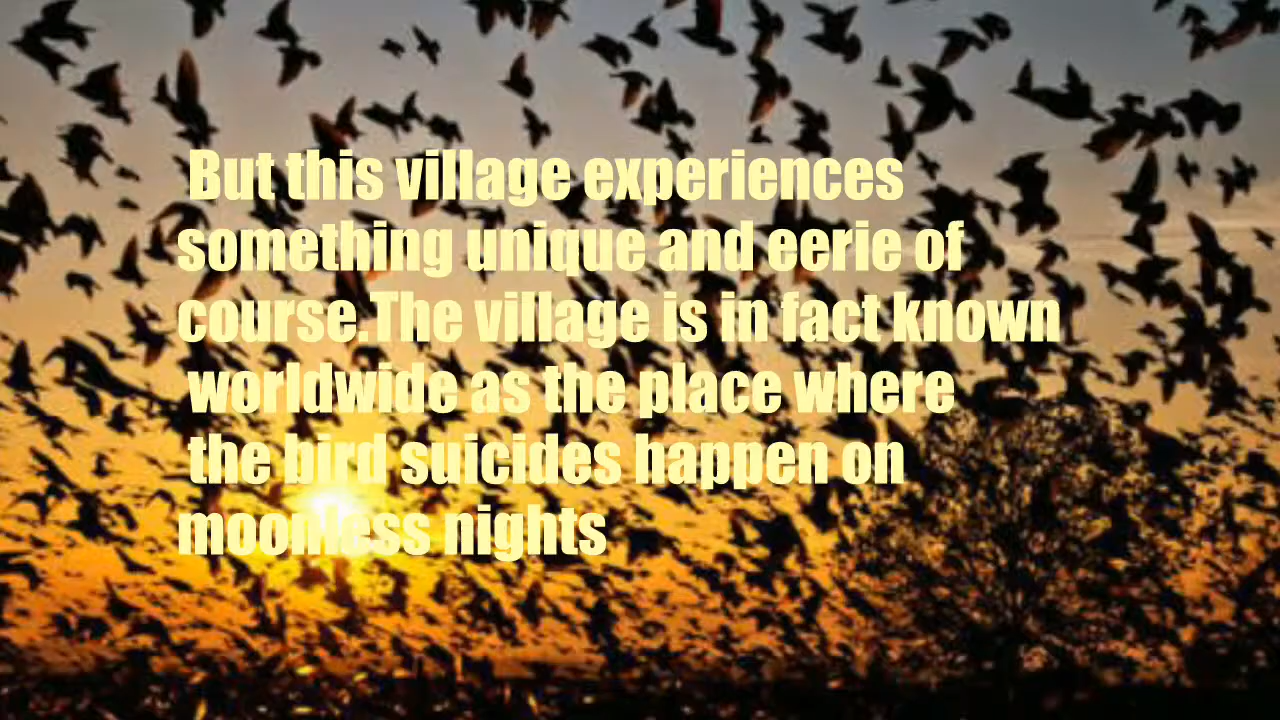 But this village experiences
something unique and eerie of
course.The village is in fact known
worldwide as the place where
the bird suicides happen on
moonless nights